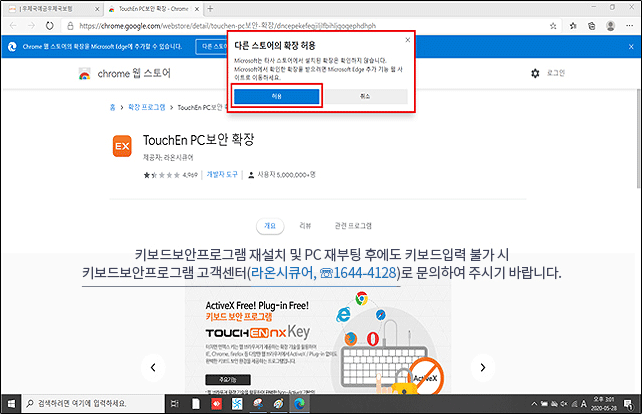 우체국예금우체국보험
TouchEn PC보안 확장 - Chrome
https://chrome.google.com/webstore/detail/touchen-pc보안-확장/dncepekefegjiljlfbihljgogephdhph
Chrome 웹 스토어의 확장을 Microsoft Edge에 추가할 수 있습니다.
다른 스토어의 확장 허용
Microsoft는 타사 스토어에서 설치된 확장은 확인하지 않습니다.
Microsoft에서 확인한 확장을 받으려면 Microsoft Edge 추가 기능 웹 사
이트로 이동하세요.
허용
취소
chrome 웹 스토어
로그인
홈
확장 프로그램
TouchEn PC보안 확
EX
TouchEn PC보안 확장
제공자: 라온시큐어
4,969
개발자 도구
사용자 5,000,000+명
개요
리뷰
관련 프로그램
키보드보안프로그램 재설치 및 PC 재부팅 후에도 키보드입력 불가 시
키보드보안프로그램 고객센터(라온시큐어, ☏1644-4128)로 문의하여 주시기 바랍니다.
ActiveX Free! Plug-in Free!
키보드 보안 프로그램
TOUCHENNXKey
주요기능
ActiveX
검색하려면 여기에 입력하세요.
A
오후 3:01
2020-05-28